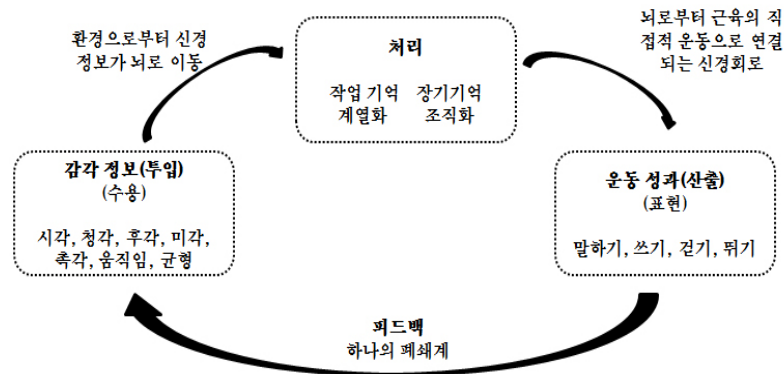 환경으로부터 신경
정보가 뇌로 이동
처리
작업 기억 장기기억
계열화 조직화
뇌로부터 근육의 직
접적 운동으로 연결
되는 신경회로
감각 정보(투입)
(수용)
시각, 청각, 후각, 미각,
촉각, 움직임, 균형
운동 성과(산출)
(표현)
말하기, 쓰기, 걷기, 뛰기
피드백
하나의 폐쇄계